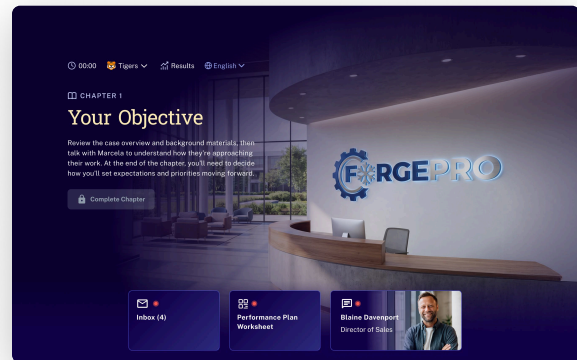 00:00 Tigers Results English
CHAPTER 1
Your Objective
Review the case overview and background materials, then
talk with Marcela to understand how they're approaching
their work. At the end of the chapter, you'll need to decide
how you'll set expectations and priorities moving forward.
Complete Chapter
FORGEPRO
Inbox (4)
Performance Plan
Worksheet
Blaine Davenport
Director of Sales